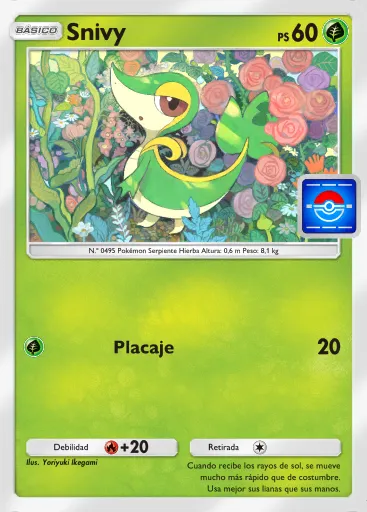 BÁSICO Snivy PS 60
N.º 0495 Pokémon Serpiente Hierba Altura: 0,6 m Peso: 8,1 kg
Placaje 20
Debilidad +20 Retirada
Ilus. Yoriyuki Ikegami
Cuando recibe los rayos de sol, se mueve
mucho más rápido que de costumbre.
Usa mejor sus lianas que sus manos.